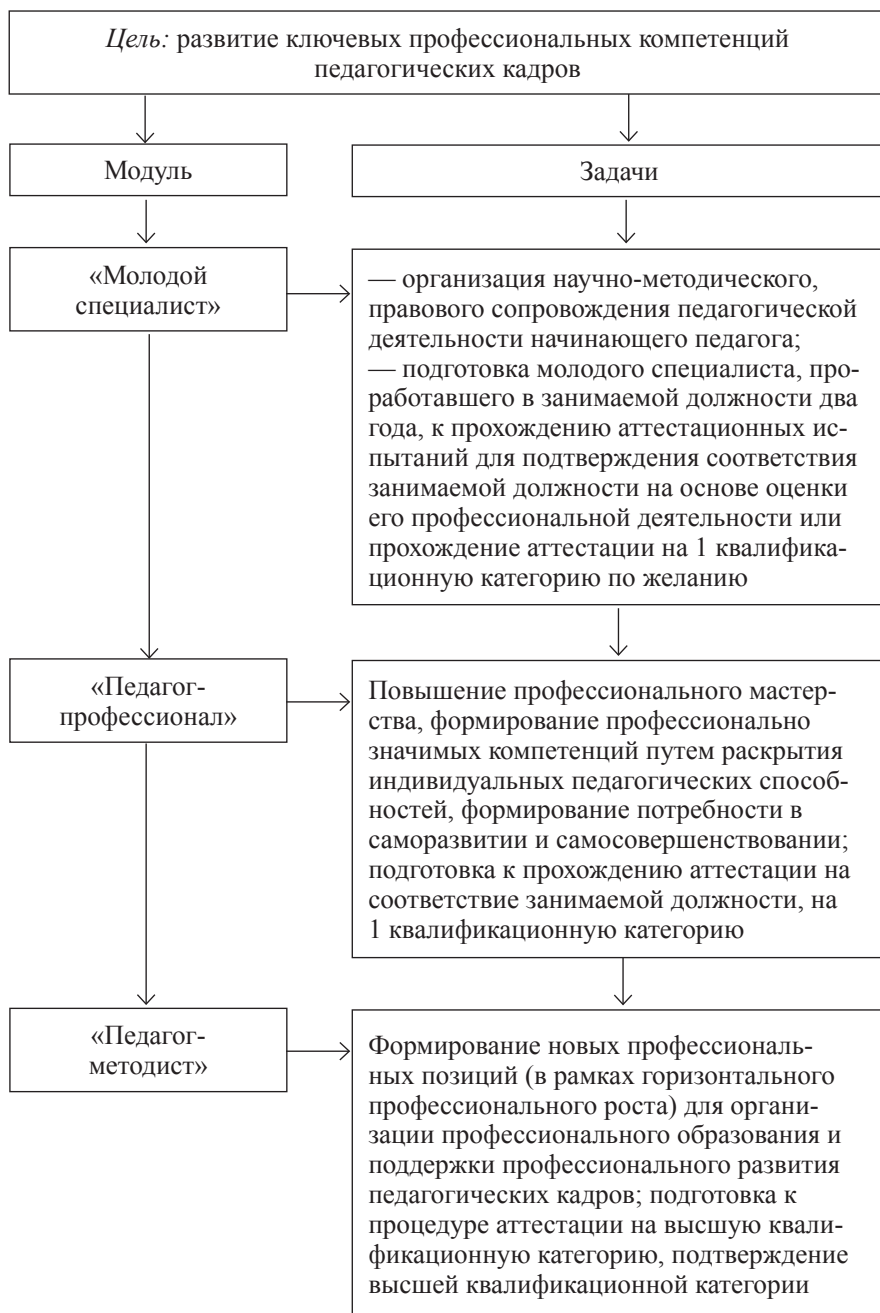 Цель: развитие ключевых профессиональных компетенций
педагогических кадров
Модуль
Задачи
«Молодой
специалист»
— организация научно-методического,
правового сопровождения педагогической
деятельности начинающего педагога;
— подготовка молодого специалиста, про-
работавшего в занимаемой должности два
года, к прохождению аттестационных ис-
пытаний для подтверждения соответствия
занимаемой должности на основе оценки
его профессиональной деятельности или
прохождение аттестации на 1 квалифика-
ционную категорию по желанию
«Педагог-
профессионал»
Повышение профессионального мастер-
ства, формирование профессионально
значимых компетенций путем раскрытия
индивидуальных педагогических способ-
ностей, формирование потребности в
саморазвитии и самосовершенствовании;
подготовка к прохождению аттестации на
соответствие занимаемой должности, на
1 квалификационную категорию
«Педагог-
методист»
Формирование новых профессиональ-
ных позиций (в рамках горизонтального
профессионального роста) для органи-
зации профессионального образования и
поддержки профессионального развития
педагогических кадров; подготовка к
процедуре аттестации на высшую квали-
фикационную категорию, подтверждение
высшей квалификационной категории